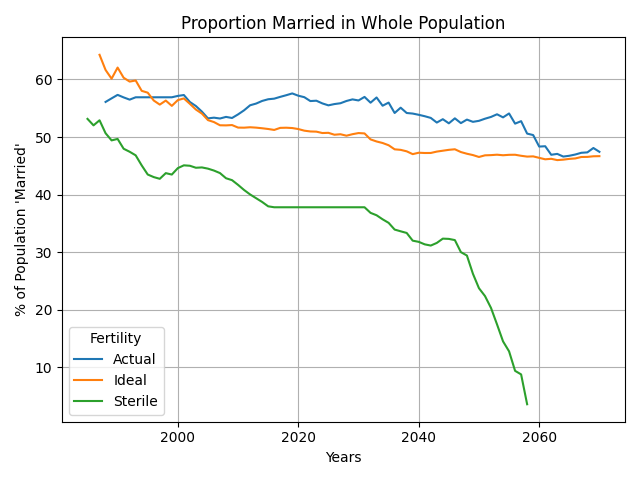 Proportion Married in Whole Population
% of Population 'Married'
60
50
40
30
20
10
Fertility
Actual
Ideal
Sterile
2000 2020 2040 2060
Years